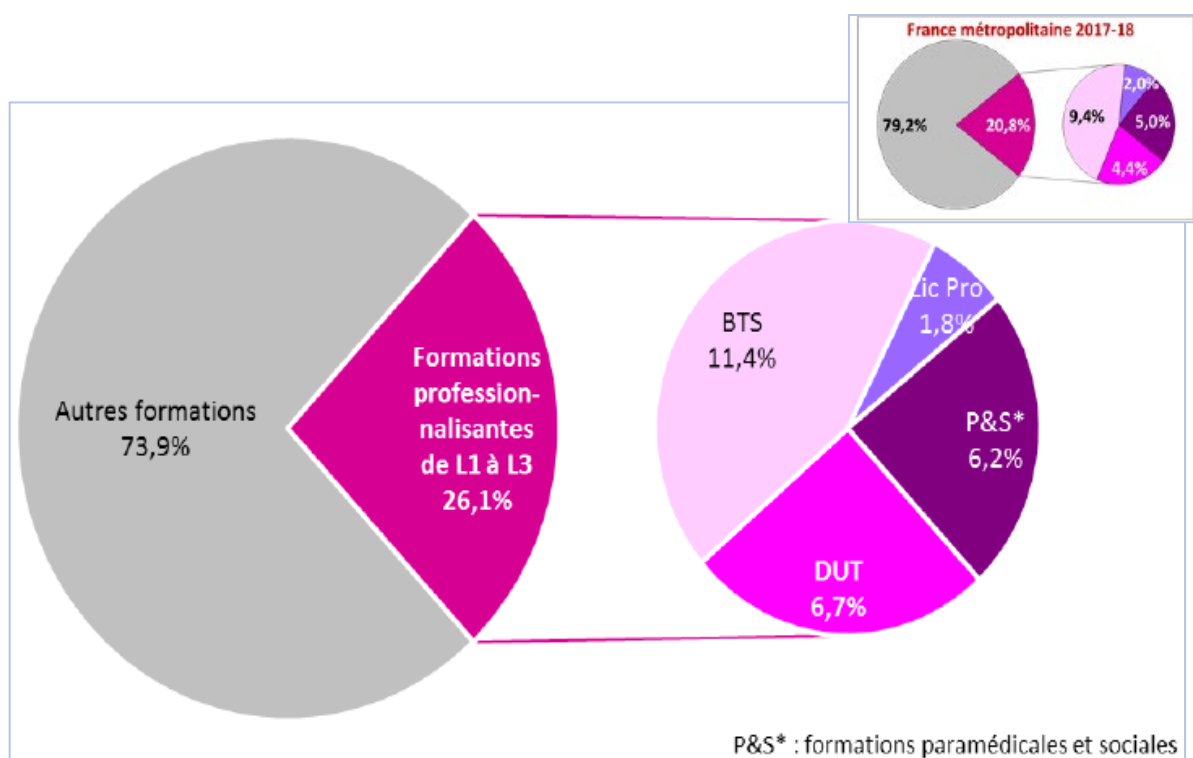 France métropolitaine 2017-18
79,2%
20,8%
9,4%
2,0%
5,0%
4,4%
Autres formations
73,9%
Formations
profession-
nalisantes
de L1 à L3
26,1%
BTS
11,4%
Lic Pro
1,8%
P&S*
6,2%
DUT
6,7%
P&S* : formations paramédicales et sociales